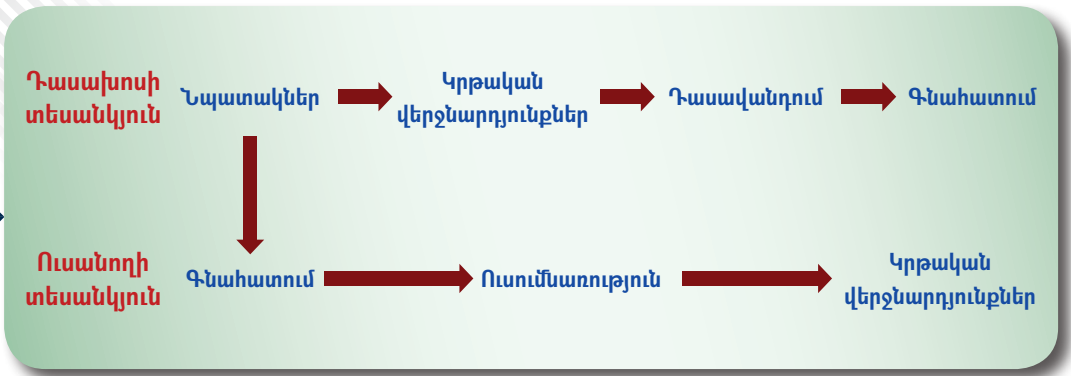 Դասախոսի
տեսանկյուն
Նպատակներ
Կրթական
վերջնարդյունքներ
Դասավանդում
Գնահատում
Ուսանողի
տեսանկյուն
Գնահատում
Ուսումնառություն
Կրթական
վերջնարդյունքներ